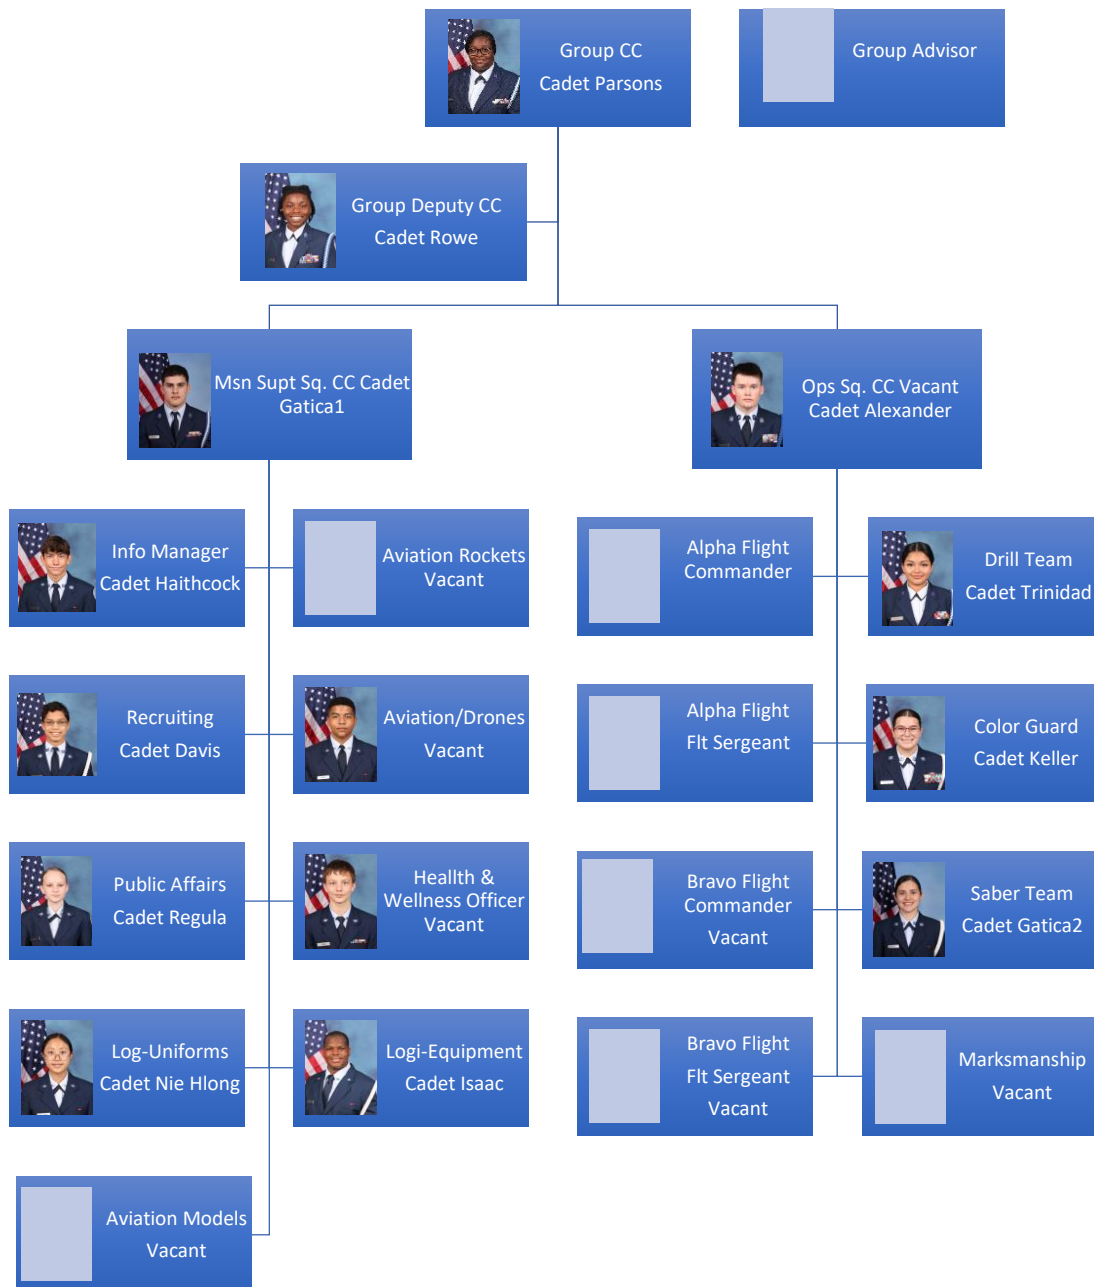 Group CC
Cadet Parsons
Group Advisor
Group Deputy CC
Cadet Rowe
Msn Supt Sq. CC Cadet
Gatica1
Ops Sq. CC Vacant
Cadet Alexander
Info Manager
Cadet Haithcock
Aviation Rockets
Vacant
Alpha Flight
Commander
Drill Team
Cadet Trinidad
Recruiting
Cadet Davis
Aviation/Drones
Vacant
Alpha Flight
Flt Sergeant
Color Guard
Cadet Keller
Public Affairs
Cadet Regula
Heallth &
Wellness Officer
Vacant
Bravo Flight
Commander
Vacant
Saber Team
Cadet Gatica2
Log-Uniforms
Cadet Nie Hlong
Logi-Equipment
Cadet Isaac
Bravo Flight
Flt Sergeant
Vacant
Marksmanship
Vacant
Aviation Models
Vacant